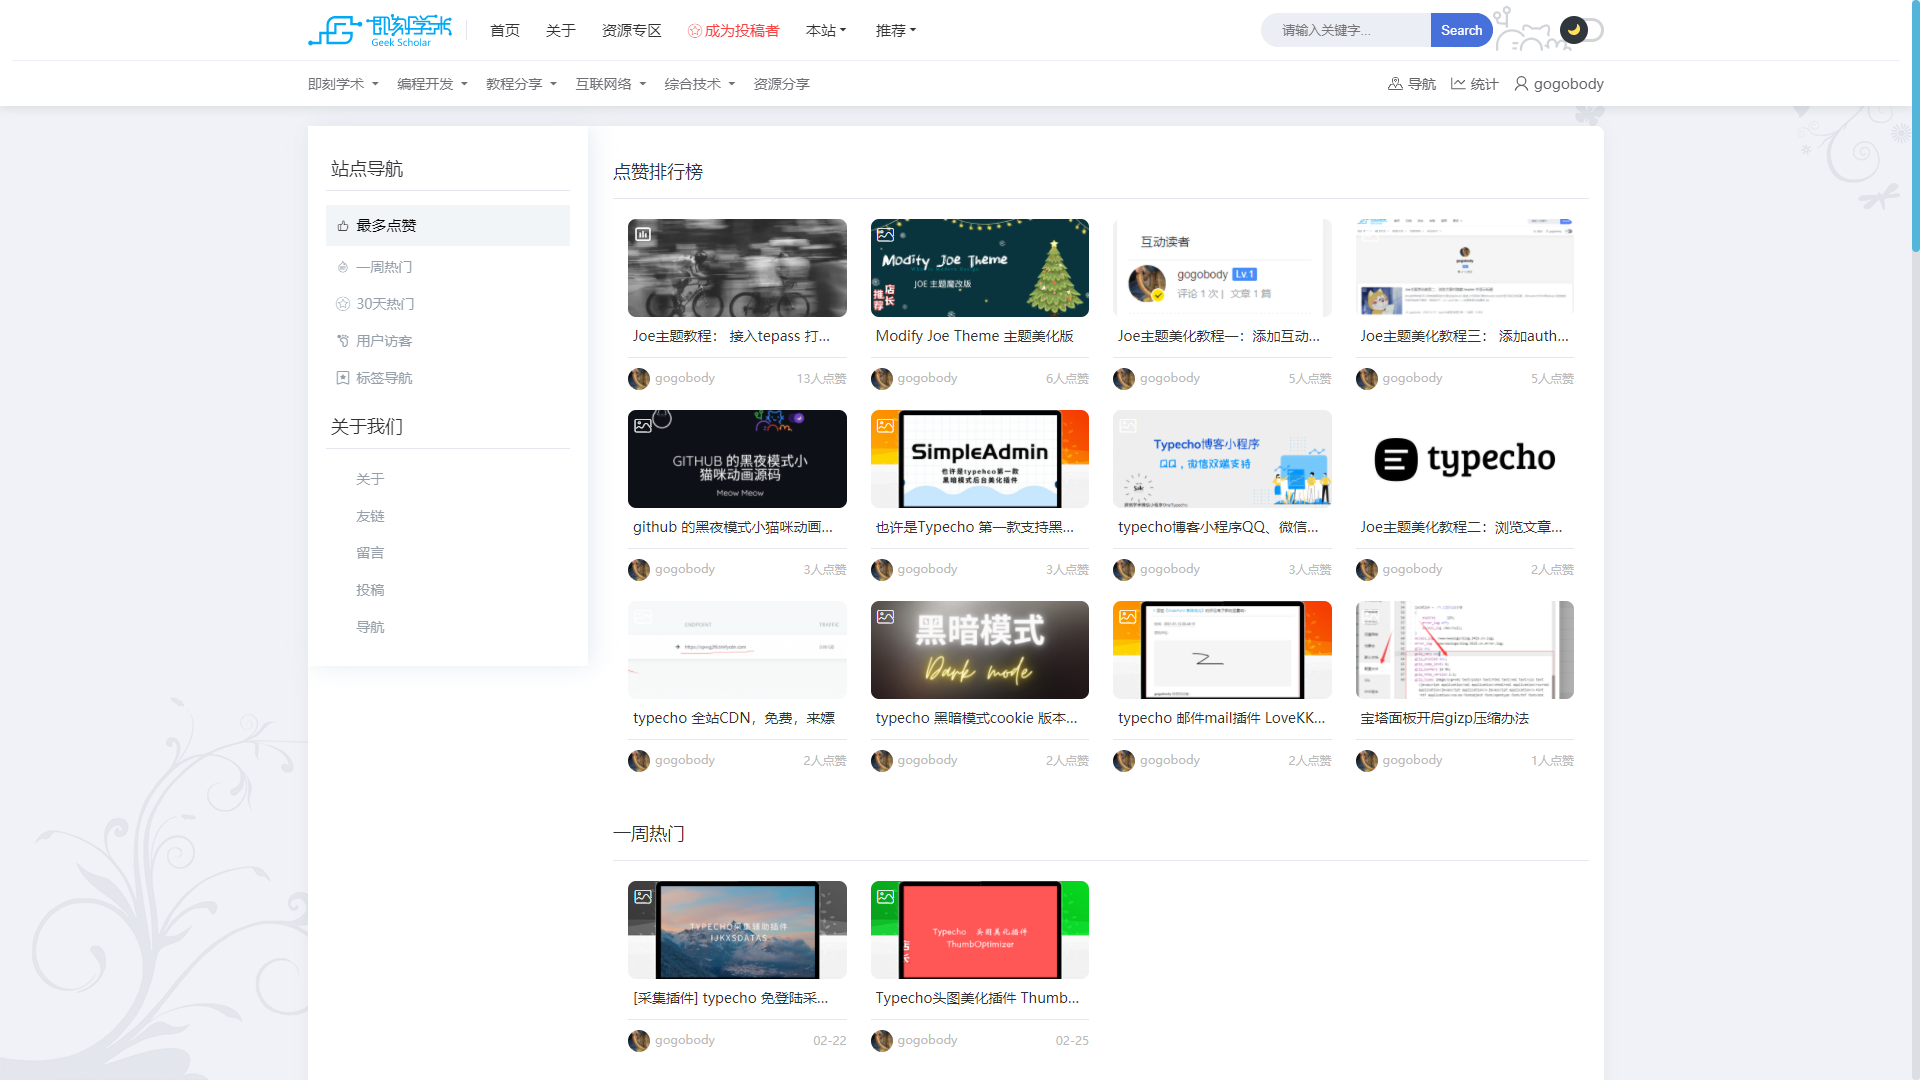 即刻学术
Geek Scholar
首页
关于
资源专区
成为投稿者
本站
推荐
请输入关键字...
Search
即刻学术
编程开发
教程分享
互联网络
综合技术
资源分享
导航
统计
gogobody
站点导航
最多点赞
一周热门
30天热门
用户访客
标签导航
关于我们
关于
友链
留言
投稿
导航
点赞排行榜
Modity Joe Theme
JOE 主题魔改版
店长
推荐
互动读者
gogobody Lv.1
评论 1 次 | 文章 1 篇
gogobody
Joe主题教程： 接入tepass 打...
Modify Joe Theme 主题美化版
Joe主题美化教程一：添加互动...
Joe主题美化教程三： 添加auth...
gogobody 13人点赞
gogobody 6人点赞
gogobody 5人点赞
gogobody 5人点赞
GITHUB 的黑夜模式小
猫咪动画源码
Meow Meow
SimpleAdmin
也许是typehco第一款
黑暗模式后台美化插件
Typecho博客小程序
QQ，微信双端支持
typecho
github 的黑夜模式小猫咪动画...
也许是Typecho 第一款支持黑...
typecho博客小程序QQ、微信...
Joe主题美化教程二：浏览文章...
gogobody 3人点赞
gogobody 3人点赞
gogobody 3人点赞
gogobody 2人点赞
ENDPOINT
TRAFFIC
黑暗模式
Dark mode
typecho 全站CDN，免费，来嫖
typecho 黑暗模式cookie 版本...
typecho 邮件mail插件 LoveKK...
宝塔面板开启gizp压缩办法
gogobody 2人点赞
gogobody 2人点赞
gogobody 2人点赞
gogobody 1人点赞
一周热门
TYPECHO采集辅助插件
IJKXSDATAS
Typecho 头图美化插件
ThumbOptimizer
[采集插件] typecho 免登陆采...
Typecho头图美化插件 Thumb...
gogobody 02-22
gogobody 02-25